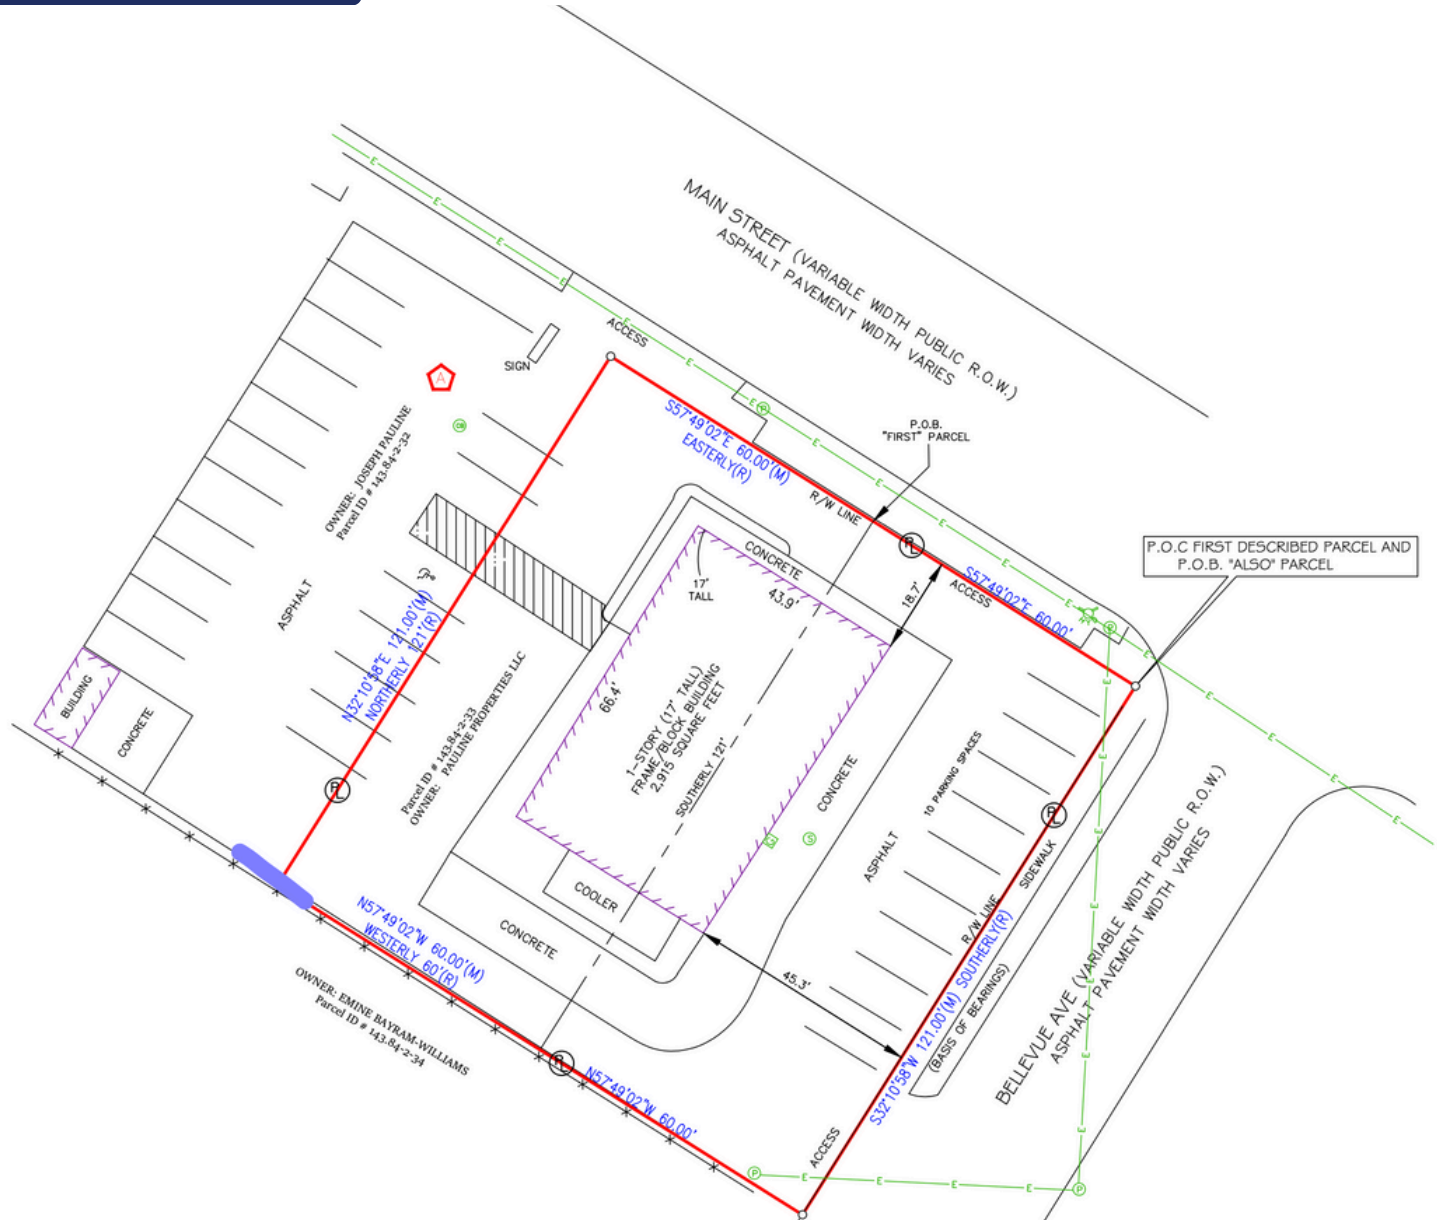 MAIN STREET (VARIABLE WIDTH PUBLIC R.O.W.)
ASPHALT PAVEMENT WIDTH VARIES
ACCESS
SIGN
A
S57°49'02"E 60.00'(M)
EASTERLY(R)
P.O.B.
"FIRST" PARCEL
R/W LINE
OWNER: JOSEPH PAULINE
Parcel ID # 143.84-2-32
P.O.C FIRST DESCRIBED PARCEL AND
P.O.B. "ALSO" PARCEL
S57°49'02"E 60.00'
ACCESS
18.7'
CONCRETE
43.9'
17'
TALL
ASPHALT
N32°10'58"E 121.00'(M)
NORTHERLY 121'(R)
66.4'
1-STORY (17' TALL)
FRAME/BLOCK BUILDING
2,915 SQUARE FEET
SOUTHERLY 121'
Parcel ID # 143.84-2-33
OWNER: PAULINE PROPERTIES LLC
BUILDING
CONCRETE
CONCRETE
10 PARKING SPACES
ASPHALT
SIDEWALK
R/W LINE
BELLEVUE AVE (VARIABLE WIDTH PUBLIC R.O.W.)
ASPHALT PAVEMENT WIDTH VARIES
COOLER
CONCRETE
N57°49'02"W 60.00'(M)
WESTERLY 60'(R)
OWNER: EMINE BAYRAM-WILLIAMS
Parcel ID # 143.84-2-34
45.3'
S32°10'58"W 121.00'(M) SOUTHERLY(R)
(BASIS OF BEARINGS)
N57°49'02"W 60.00'
ACCESS